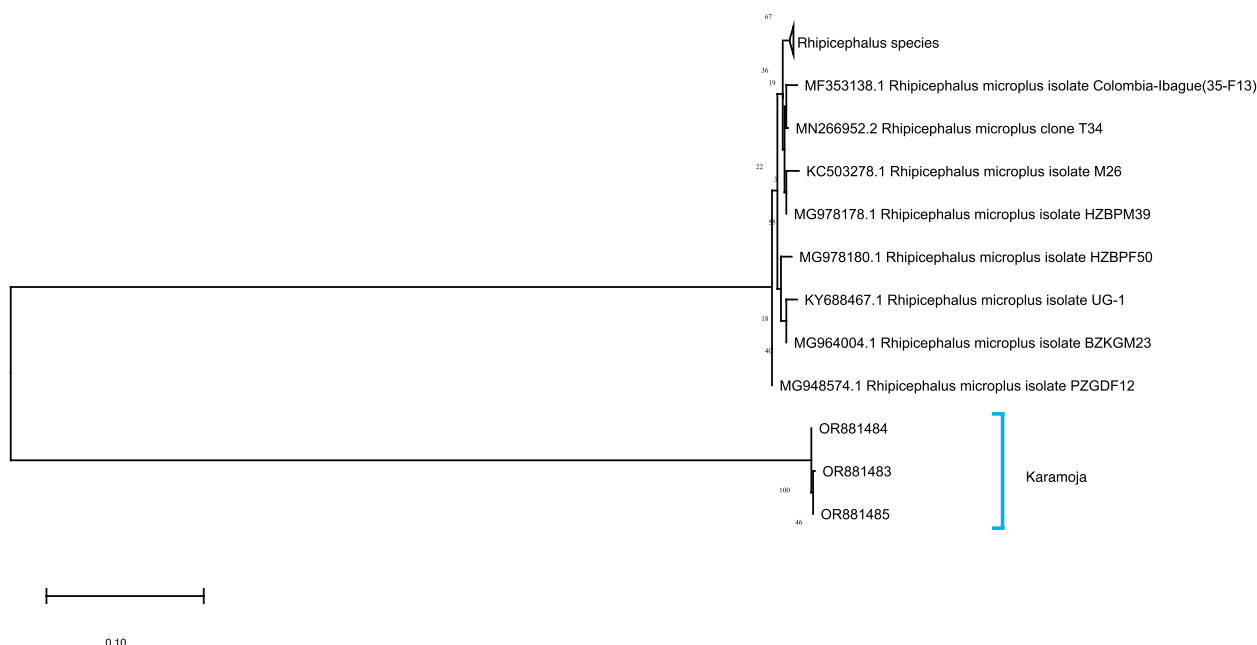 67
Rhipicephalus species
36
19
MF353138.1 Rhipicephalus microplus isolate Colombia-Ibague(35-F13)
MN266952.2 Rhipicephalus microplus clone T34
22
KC503278.1 Rhipicephalus microplus isolate M26
3
MG978178.1 Rhipicephalus microplus isolate HZBPM39
MG978180.1 Rhipicephalus microplus isolate HZBPF50
KY688467.1 Rhipicephalus microplus isolate UG-1
18
MG964004.1 Rhipicephalus microplus isolate BZKGM23
40
MG948574.1 Rhipicephalus microplus isolate PZGDF12
OR881484
OR881483
Karamoja
100
OR881485
46
0.10